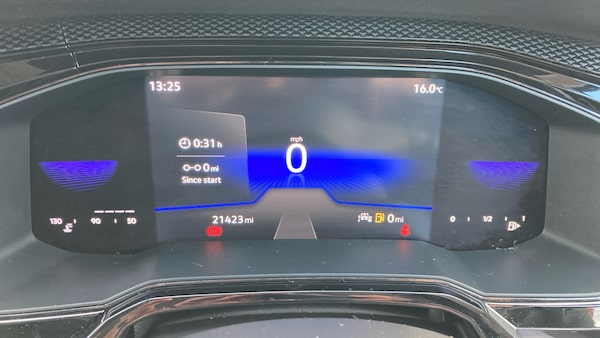 13:25
16.0°C
0:31 h
0 mi
Since start
mph
0
130 90 50
21423 mi
0 mi
0 1/2 1